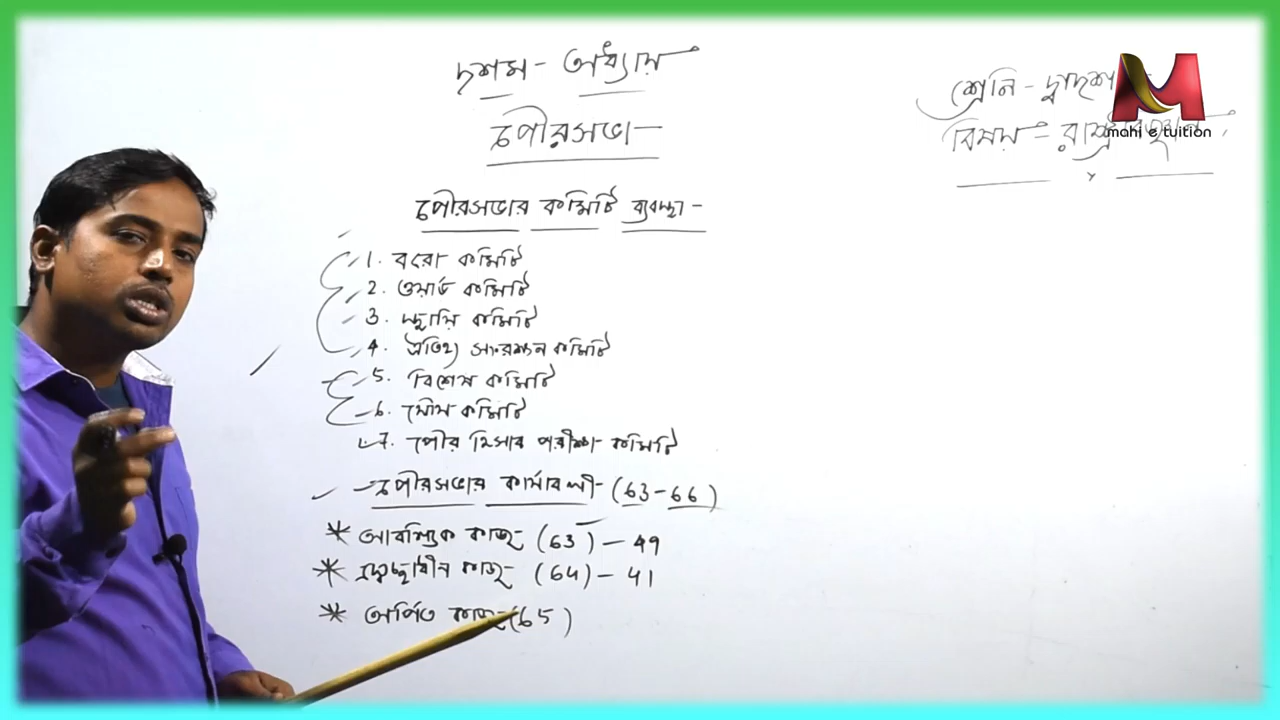 দশম - অধ্যায়
পৌরসভা
শ্রেনি - দ্বাদশ
বিষয় - রাষ্ট্রবিজ্ঞান
mahi e tuition
পৌরসভার কমিটি ব্যবস্থা -
1. বরো কমিটি
2. ওয়ার্ড কমিটি
3. স্থায়ি কমিটি
4. ঐতিহ্য সংরক্ষন কমিটি
5. বিশেষ কমিটি
6. যৌথ কমিটি
7. পৌর হিসাব পরীক্ষা কমিটি
পৌরসভার কার্যাবলী - (63-66)
* আবশ্যিক কাজ - (63) - 49
* স্বেচ্ছাধীন কাজ - (64) - 41
* অর্পিত কাজ - (65)